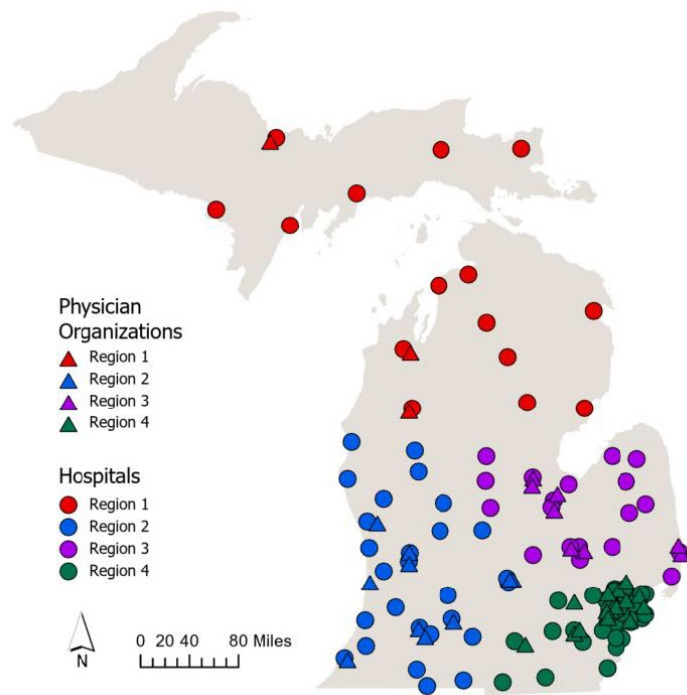 Physician
Organizations
Region 1
Region 2
Region 3
Region 4
Hospitals
Region 1
Region 2
Region 3
Region 4
N
0 20 40 80 Miles